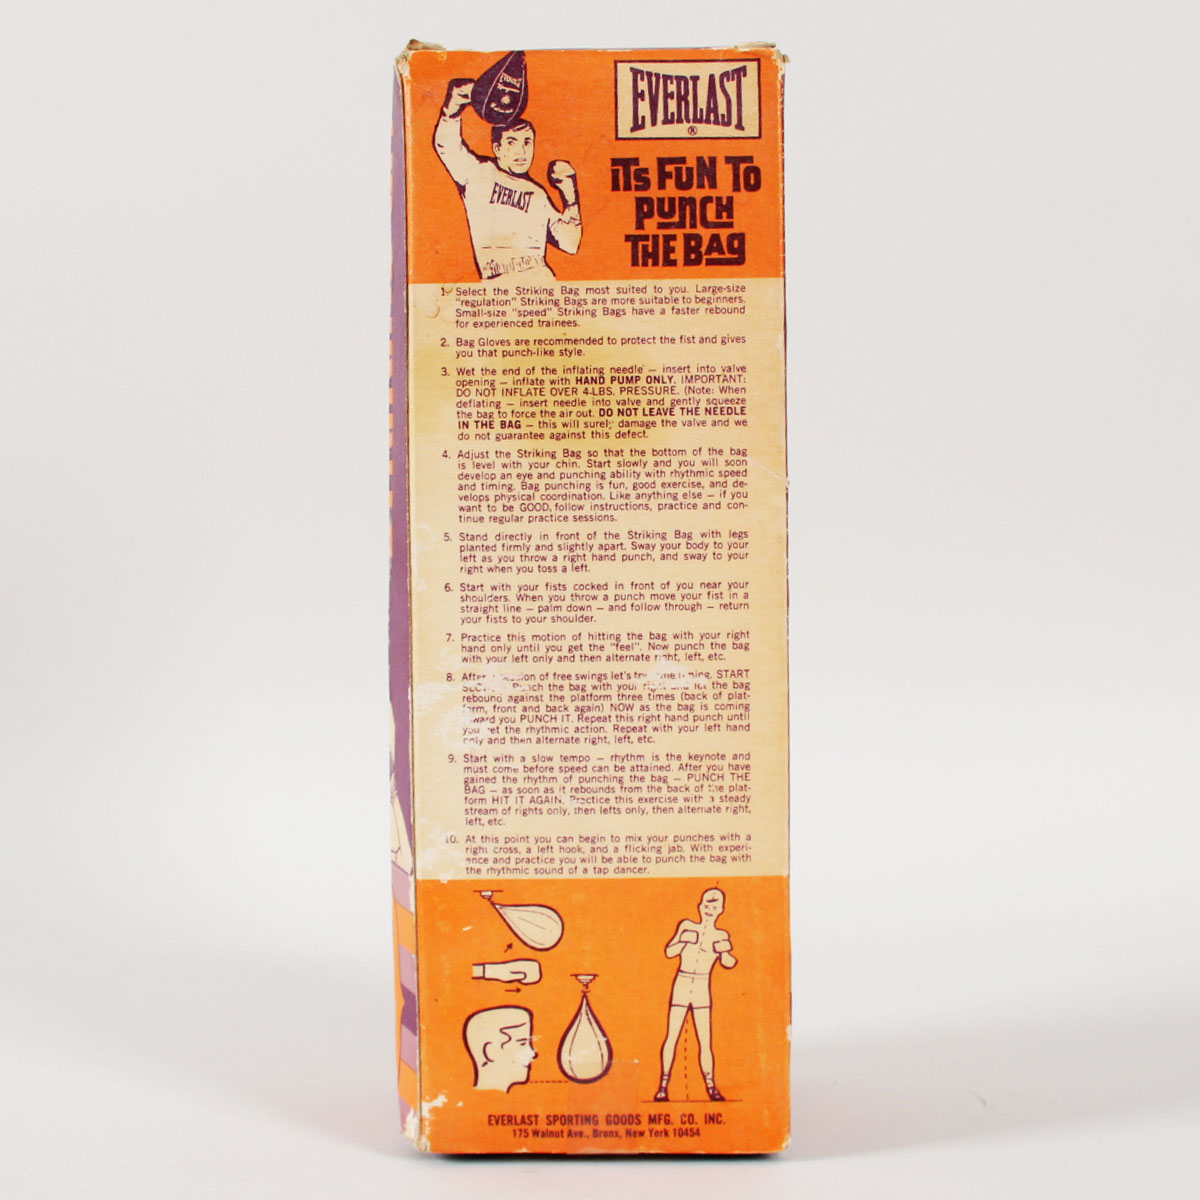 EVERLAST
EVERLAST
®
EVERLAST
ITS FUN TO
PUNCH
THE BAG
1. Select the Striking Bag most suited to you. Large-size
"regulation" Striking Bags are more suitable to beginners.
Small-size "speed" Striking Bags have a faster rebound
for experienced trainees.
2. Bag Gloves are recommended to protect the fist and gives
you that punch-like style.
3. Wet the end of the inflating needle — insert into valve
opening — inflate with HAND PUMP ONLY. IMPORTANT:
DO NOT INFLATE OVER 4-LBS. PRESSURE. (Note: When
deflating — insert needle into valve and gently squeeze
the bag to force the air out. DO NOT LEAVE THE NEEDLE
IN THE BAG — this will surely damage the valve and we
do not guarantee against this defect.
4. Adjust the Striking Bag so that the bottom of the bag
is level with your chin. Start slowly and you will soon
develop an eye and punching ability with rhythmic speed
and timing. Bag punching is fun, good exercise, and de-
velops physical coordination. Like anything else — if you
want to be GOOD, follow instructions, practice and con-
tinue regular practice sessions.
5. Stand directly in front of the Striking Bag with legs
planted firmly and slightly apart. Sway your body to your
left as you throw a right hand punch, and sway to your
right when you toss a left.
6. Start with your fists cocked in front of you near your
shoulders. When you throw a punch move your fist in a
straight line — palm down — and follow through — return
your fists to your shoulder.
7. Practice this motion of hitting the bag with your right
hand only until you get the "feel". Now punch the bag
with your left only and then alternate right, left, etc.
8. After of free swings let's START
Punch the bag with your right and let the bag
rebound against the platform three times (back of plat-
form, front and back again) NOW as the bag is coming
you PUNCH IT. Repeat this right hand punch until
you get the rhythmic action. Repeat with your left hand
only and then alternate right, left, etc.
9. Start with a slow tempo — rhythm is the keynote and
must come before speed can be attained. After you have
gained the rhythm of punching the bag — PUNCH THE
BAG — as soon as it rebounds from the back of the plat-
form HIT IT AGAIN. Practice this exercise with a steady
stream of rights only, then lefts only, then alternate right,
left, etc.
10. At this point you can begin to mix your punches with a
right cross, a left hook, and a flicking jab. With experi-
ence and practice you will be able to punch the bag with
the rhythmic sound of a tap dancer.
EVERLAST SPORTING GOODS MFG. CO. INC.
175 Walnut Ave., Bronx, New York 10454